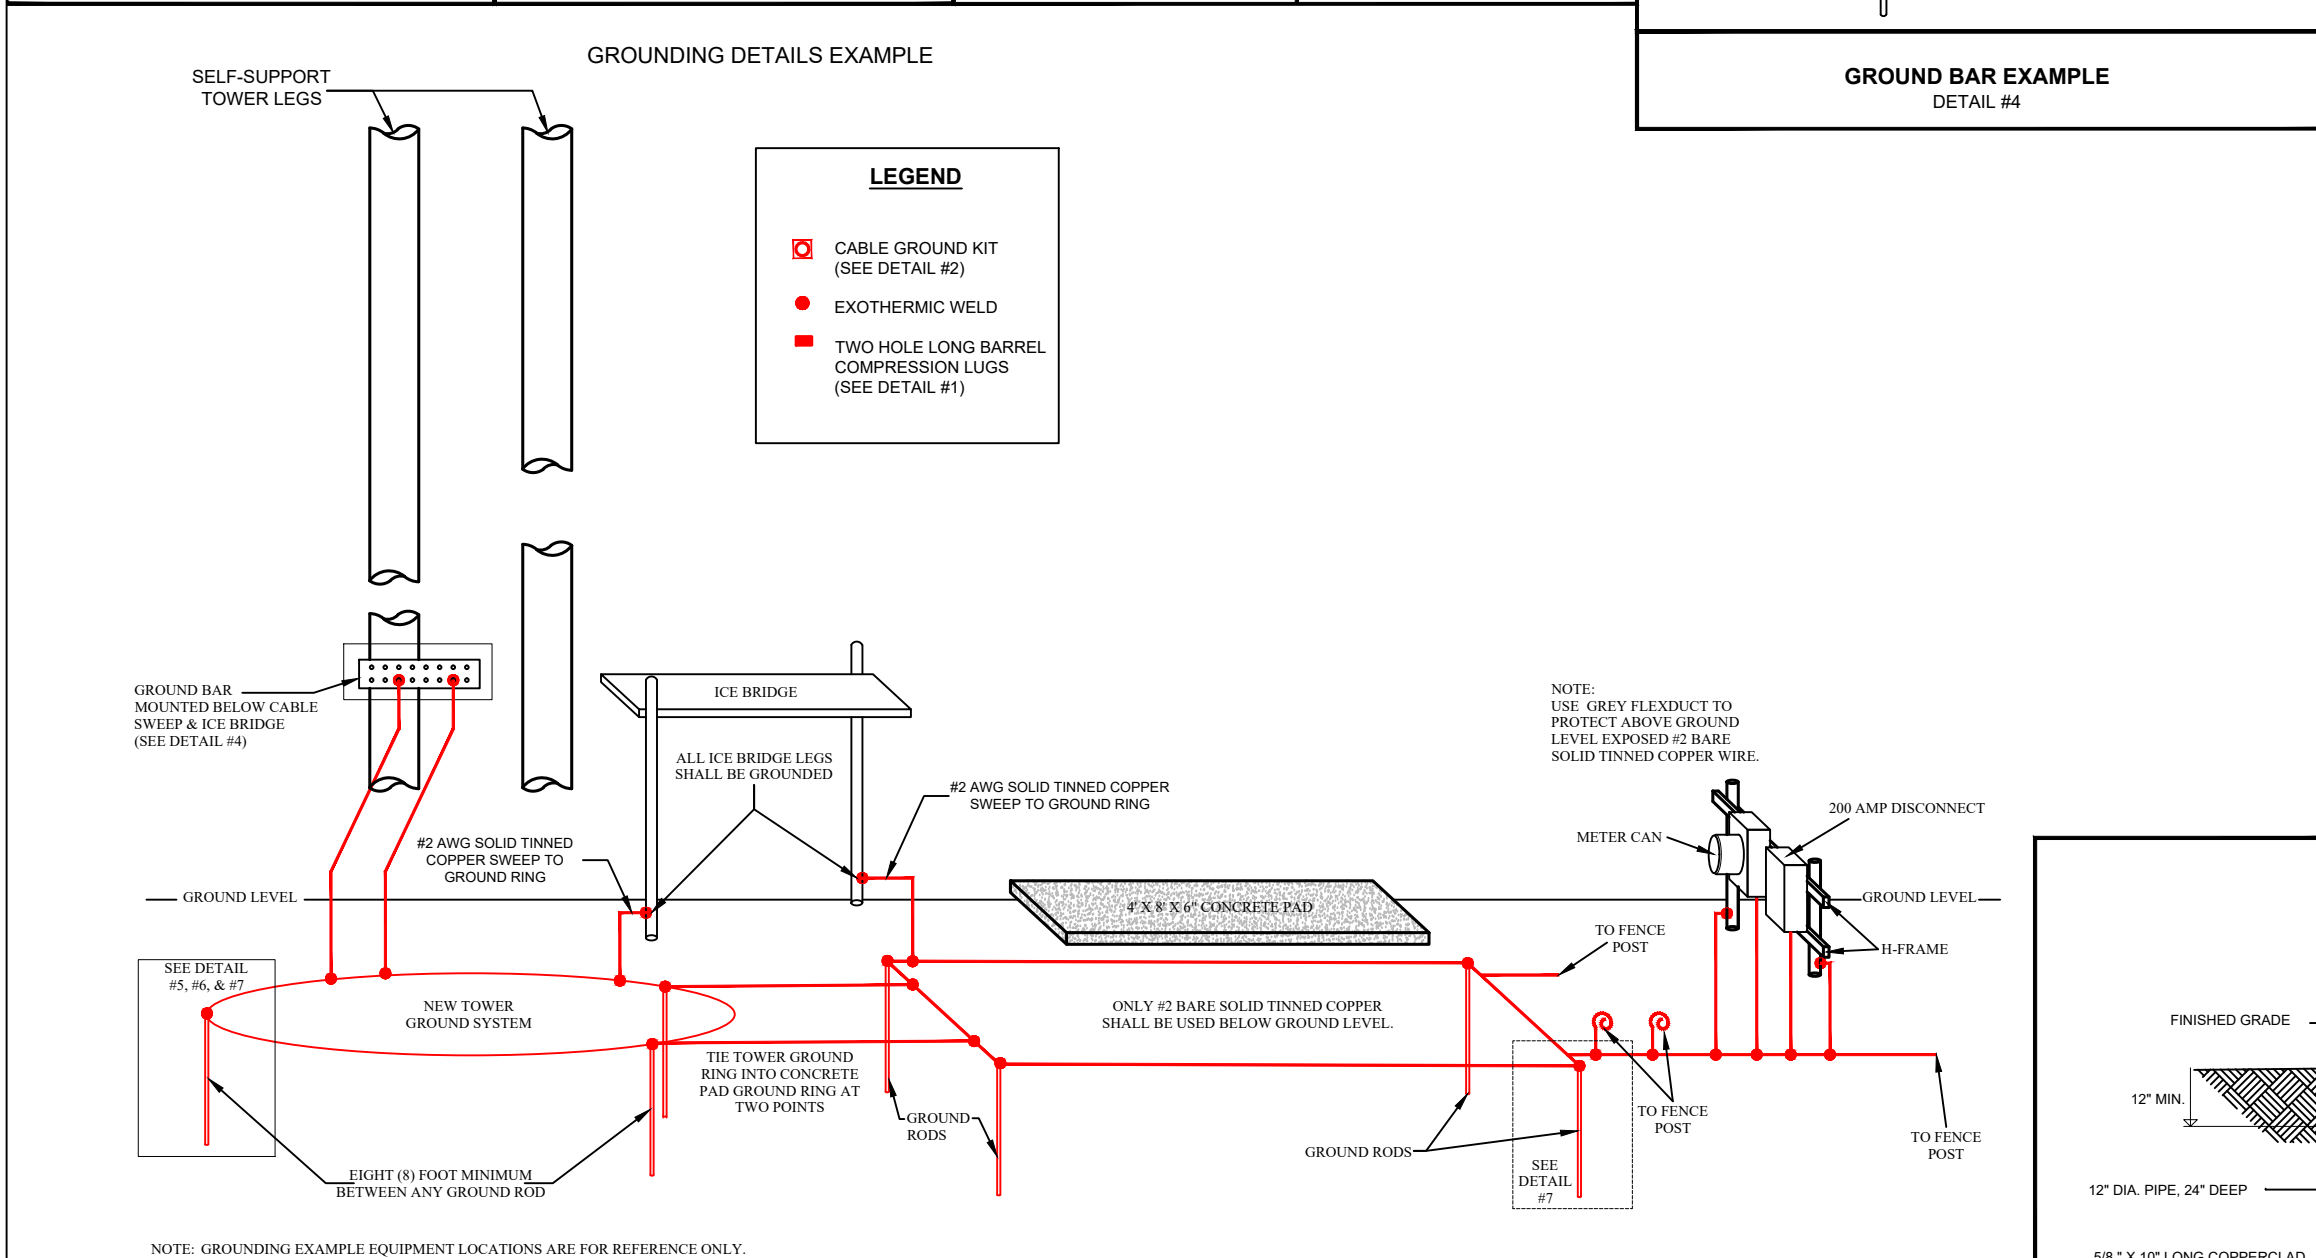 GROUNDING DETAILS EXAMPLE
SELF-SUPPORT
TOWER LEGS
GROUND BAR EXAMPLE
DETAIL #4
LEGEND
CABLE GROUND KIT
(SEE DETAIL #2)
EXOTHERMIC WELD
TWO HOLE LONG BARREL
COMPRESSION LUGS
(SEE DETAIL #1)
GROUND BAR
MOUNTED BELOW CABLE
SWEEP & ICE BRIDGE
(SEE DETAIL #4)
ICE BRIDGE
ALL ICE BRIDGE LEGS
SHALL BE GROUNDED
#2 AWG SOLID TINNED COPPER
SWEEP TO GROUND RING
#2 AWG SOLID TINNED
COPPER SWEEP TO
GROUND RING
NOTE:
USE GREY FLEXDUCT TO
PROTECT ABOVE GROUND
LEVEL EXPOSED #2 BARE
SOLID TINNED COPPER WIRE.
200 AMP DISCONNECT
METER CAN
GROUND LEVEL
4' X 8' X 6" CONCRETE PAD
GROUND LEVEL
H-FRAME
TO FENCE
POST
SEE DETAIL
#5, #6, & #7
NEW TOWER
GROUND SYSTEM
ONLY #2 BARE SOLID TINNED COPPER
SHALL BE USED BELOW GROUND LEVEL.
TIE TOWER GROUND
RING INTO CONCRETE
PAD GROUND RING AT
TWO POINTS
GROUND
RODS
GROUND RODS
TO FENCE
POST
TO FENCE
POST
SEE
DETAIL
#7
EIGHT (8) FOOT MINIMUM
BETWEEN ANY GROUND ROD
FINISHED GRADE
12" MIN.
12" DIA. PIPE, 24" DEEP
5/8 " X 10" LONG COPPERCLAD
NOTE: GROUNDING EXAMPLE EQUIPMENT LOCATIONS ARE FOR REFERENCE ONLY.